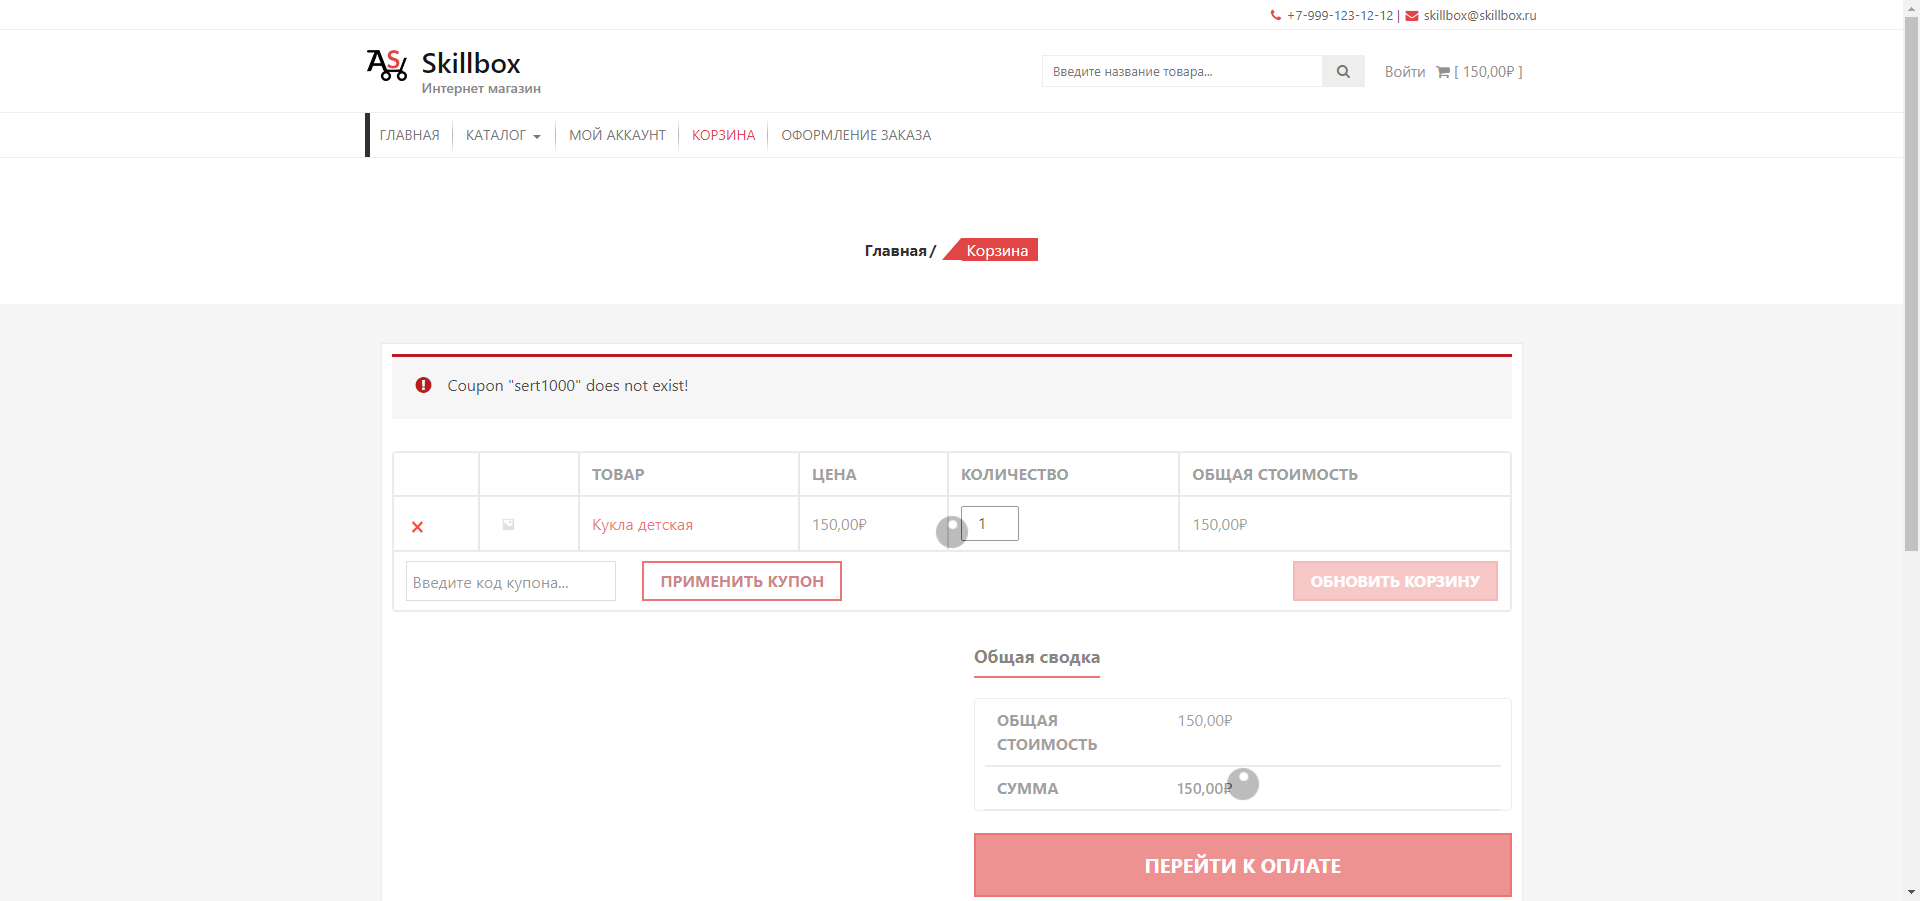 +7-999-123-12-12 | skillbox@skillbox.ru
Skillbox
Интернет магазин
Введите название товара...
Войти [ 150,00₽ ]
ГЛАВНАЯ КАТАЛОГ МОЙ АККАУНТ КОРЗИНА ОФОРМЛЕНИЕ ЗАКАЗА
Главная / Корзина
Coupon "sert1000" does not exist!
ТОВАР ЦЕНА КОЛИЧЕСТВО ОБЩАЯ СТОИМОСТЬ
Кукла детская 150,00₽ 1 150,00₽
Введите код купона... ПРИМЕНИТЬ КУПОН ОБНОВИТЬ КОРЗИНУ
Общая сводка
ОБЩАЯ 150,00₽
СТОИМОСТЬ
СУММА 150,00₽
ПЕРЕЙТИ К ОПЛАТЕ